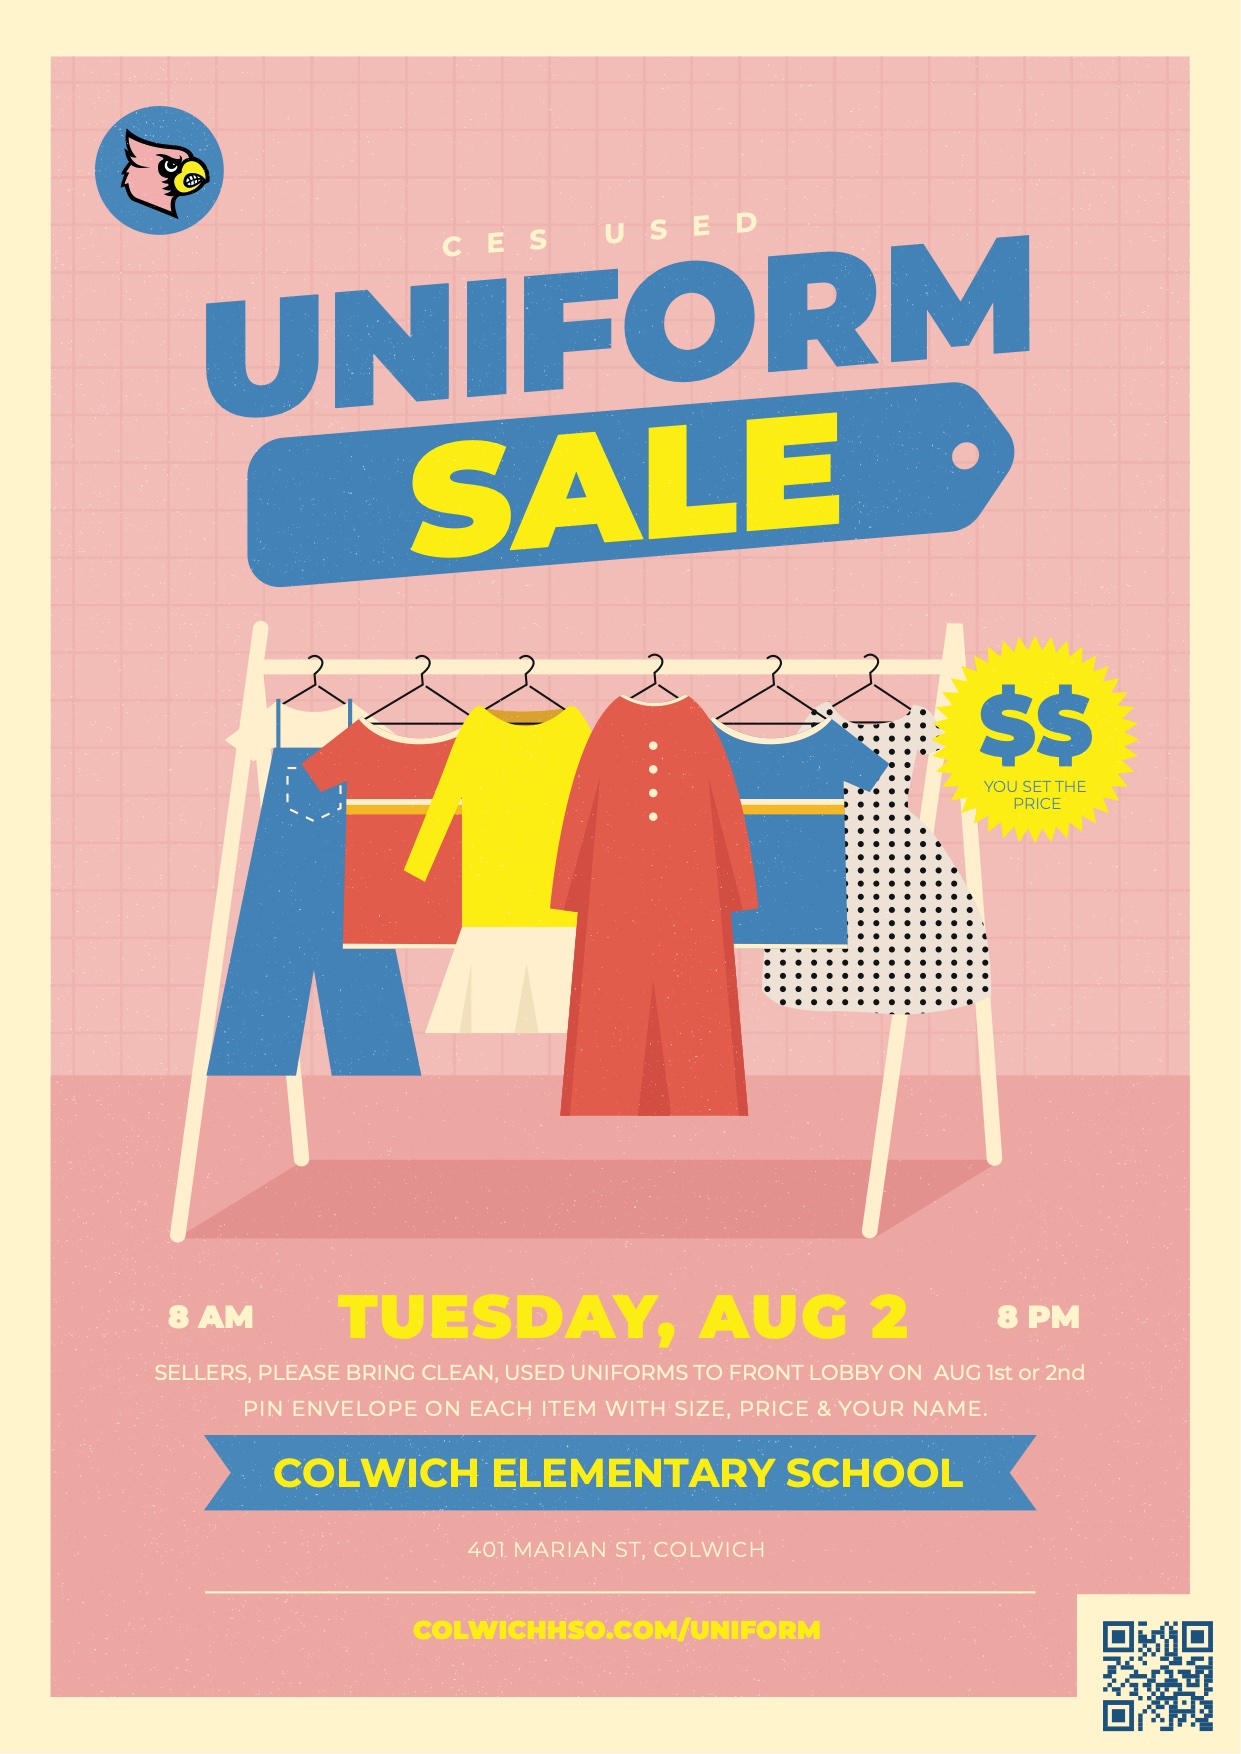 CES USED
UNIFORM
SALE
$$
YOU SET THE
PRICE
8 AM TUESDAY, AUG 2 8 PM
SELLERS, PLEASE BRING CLEAN, USED UNIFORMS TO FRONT LOBBY ON AUG 1st or 2nd
PIN ENVELOPE ON EACH ITEM WITH SIZE, PRICE & YOUR NAME.
COLWICH ELEMENTARY SCHOOL
401 MARIAN ST, COLWICH
COLWICHHSO.COM/UNIFORM